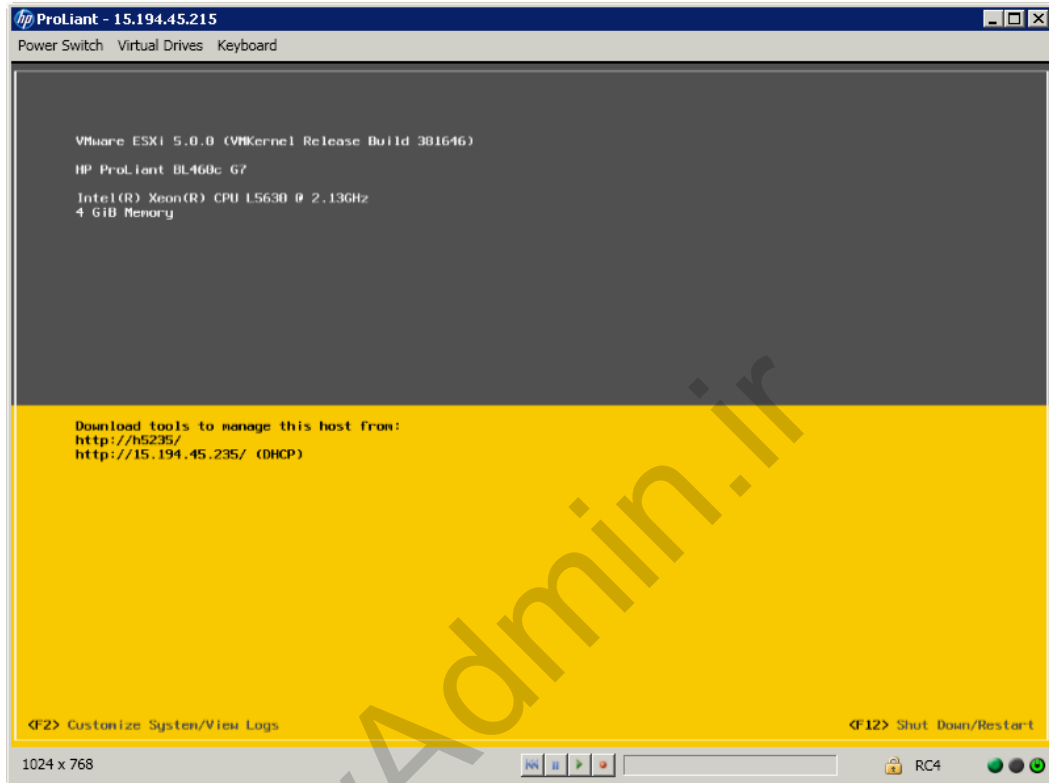 hp ProLiant - 15.194.45.215
Power Switch Virtual Drives Keyboard
VMware ESXi 5.0.0 (VMKernel Release Build 381646)
HP ProLiant BL460c G7
Intel(R) Xeon(R) CPU L5630 @ 2.13GHz
4 GiB Memory
Download tools to manage this host from:
http://h5235/
http://15.194.45.235/ (DHCP)
<F2> Customize System/View Logs
<F12> Shut Down/Restart
1024 x 768
RC4